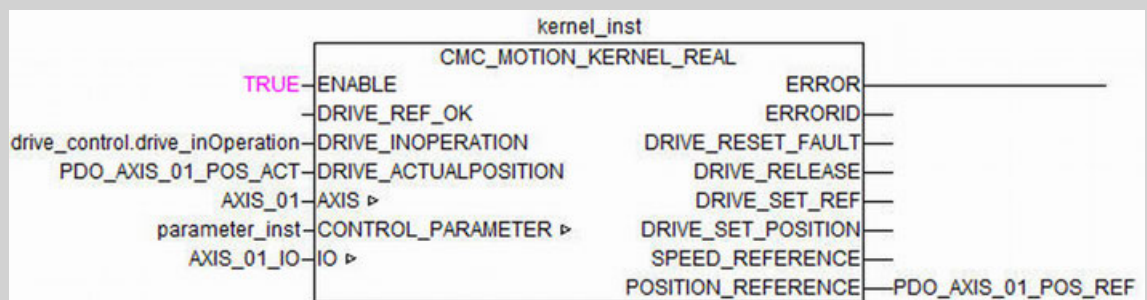 kernel_inst
CMC_MOTION_KERNEL_REAL
TRUE ENABLE ERROR
DRIVE_REF_OK ERRORID
drive_control.drive_inOperation DRIVE_INOPERATION DRIVE_RESET_FAULT
PDO_AXIS_01_POS_ACT DRIVE_ACTUALPOSITION DRIVE_RELEASE
AXIS_01 AXIS ▷ DRIVE_SET_REF
parameter_inst CONTROL_PARAMETER ▷ DRIVE_SET_POSITION
AXIS_01_IO IO ▷ SPEED_REFERENCE
POSITION_REFERENCE PDO_AXIS_01_POS_REF